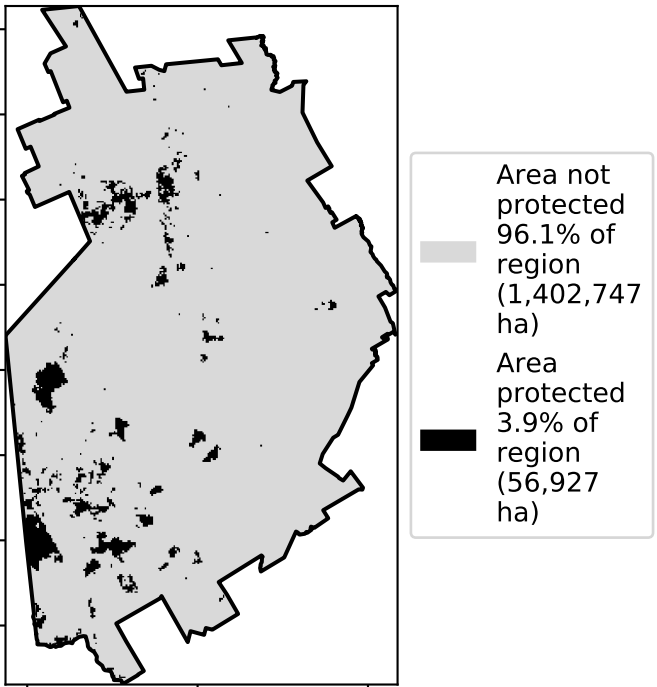 Area not
protected
96.1% of
region
(1,402,747
ha)
Area
protected
3.9% of
region
(56,927
ha)